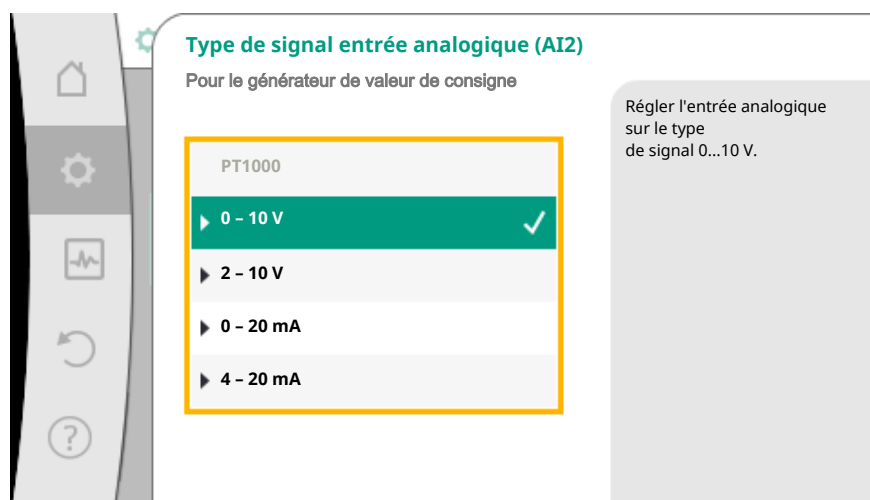 Type de signal entrée analogique (AI2)
Pour le générateur de valeur de consigne
PT1000
0 – 10 V
2 – 10 V
0 – 20 mA
4 – 20 mA
Régler l'entrée analogique
sur le type
de signal 0...10 V.
?